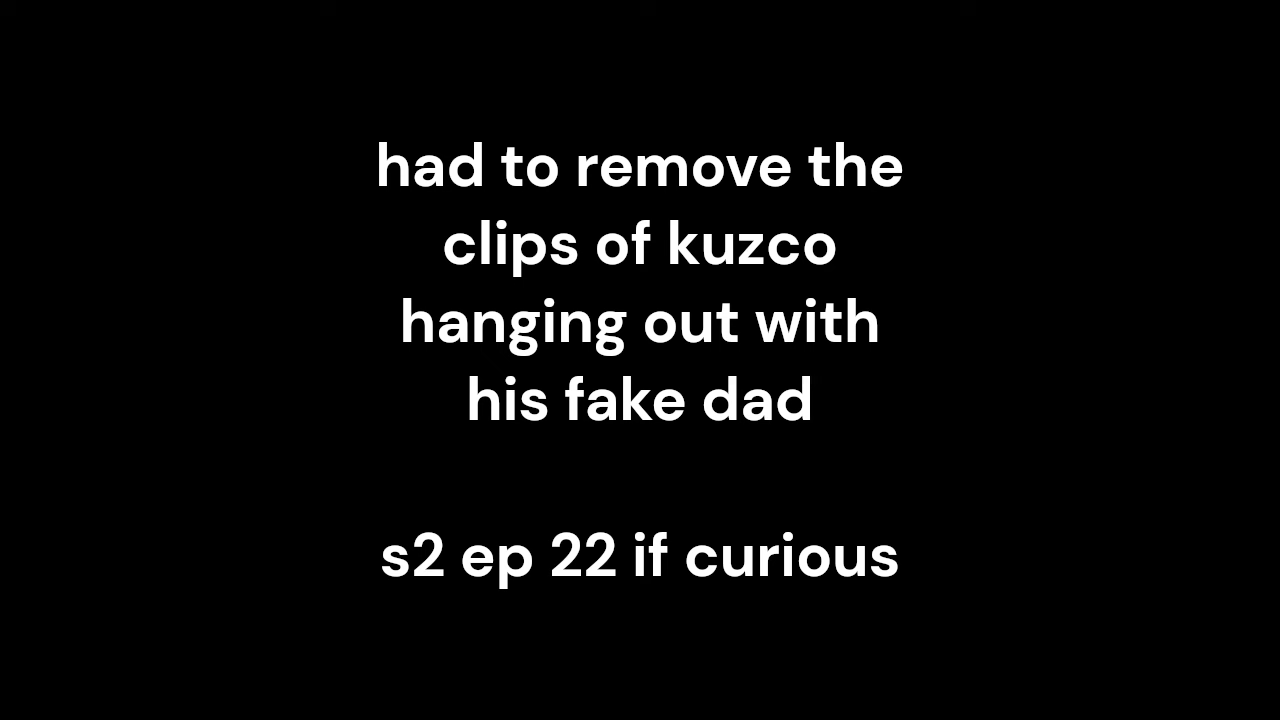 had to remove the
clips of kuzco
hanging out with
his fake dad
s2 ep 22 if curious